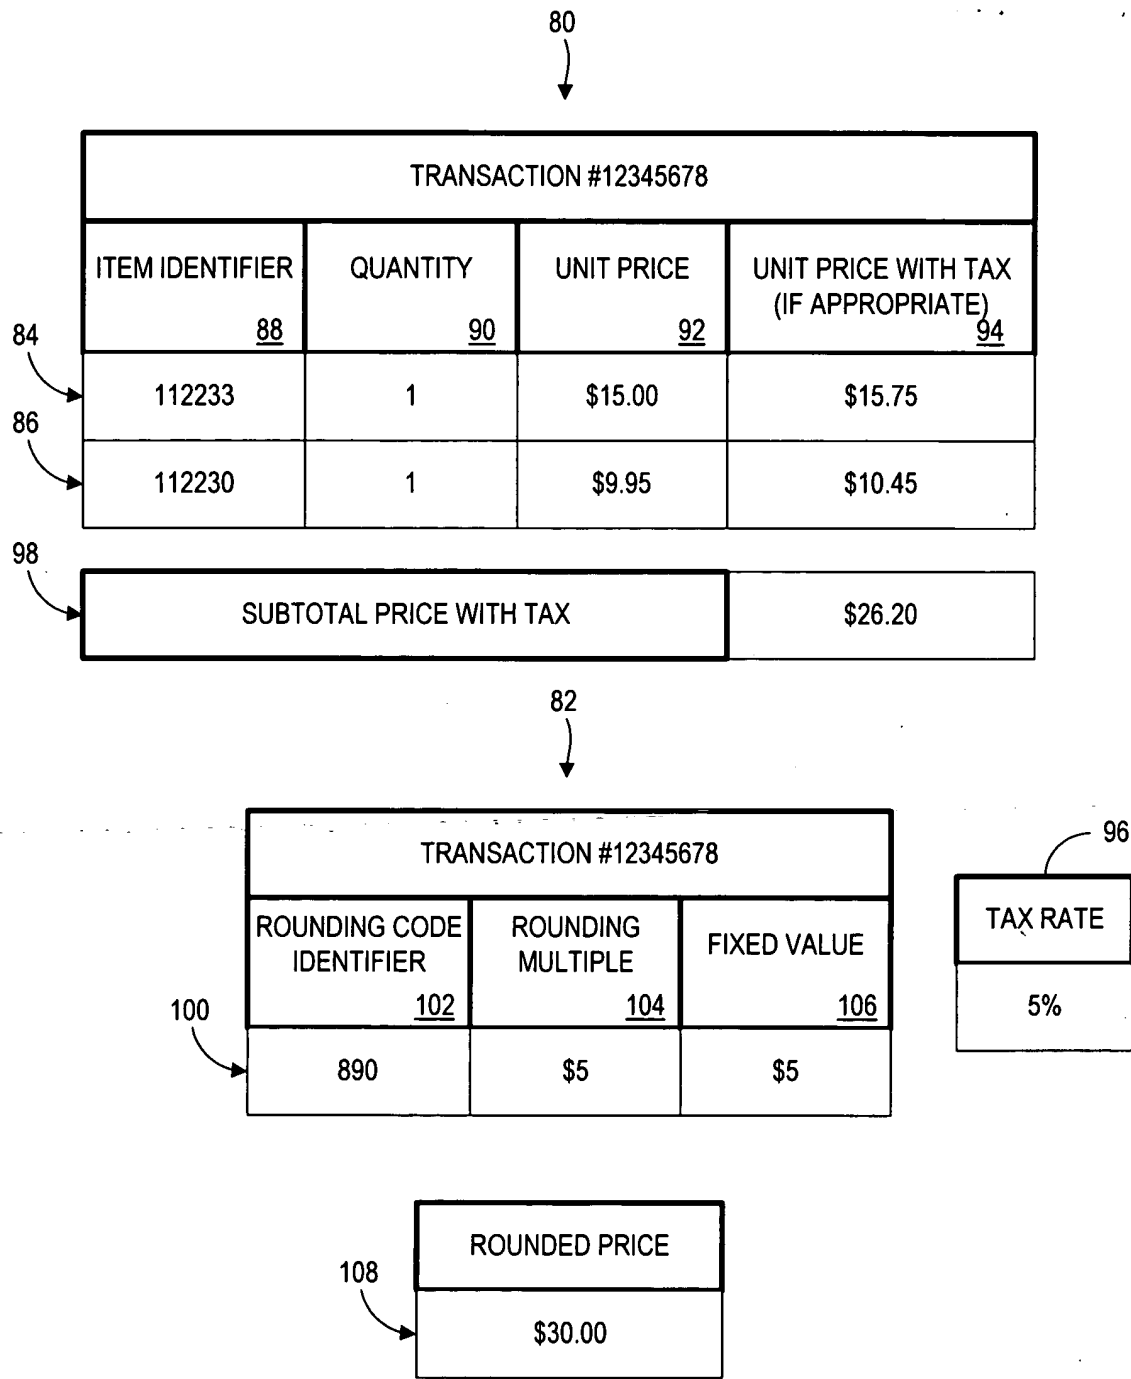 80
TRANSACTION #12345678
ITEM IDENTIFIER QUANTITY UNIT PRICE UNIT PRICE WITH TAX
(IF APPROPRIATE)
88 90 92 94
84
112233 1 $15.00 $15.75
86
112230 1 $9.95 $10.45
98
SUBTOTAL PRICE WITH TAX $26.20
82
TRANSACTION #12345678
96
ROUNDING CODE IDENTIFIER ROUNDING MULTIPLE FIXED VALUE TAX RATE
102 104 106
100
890 $5 $5 5%
ROUNDED PRICE
108
$30.00